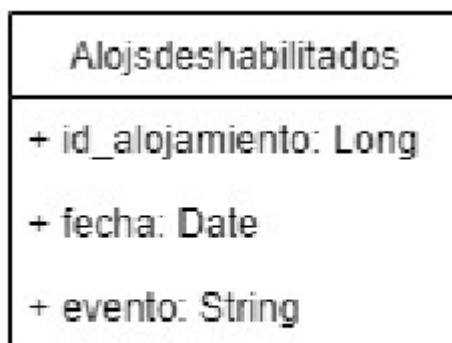 Alojsdeshabilitados
+ id_alojamiento: Long
+ fecha: Date
+ evento: String